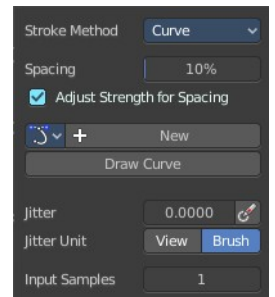 Stroke Method Curve
Spacing 10%
Adjust Strength for Spacing
New
Draw Curve
Jitter 0.0000
Jitter Unit View Brush
Input Samples 1